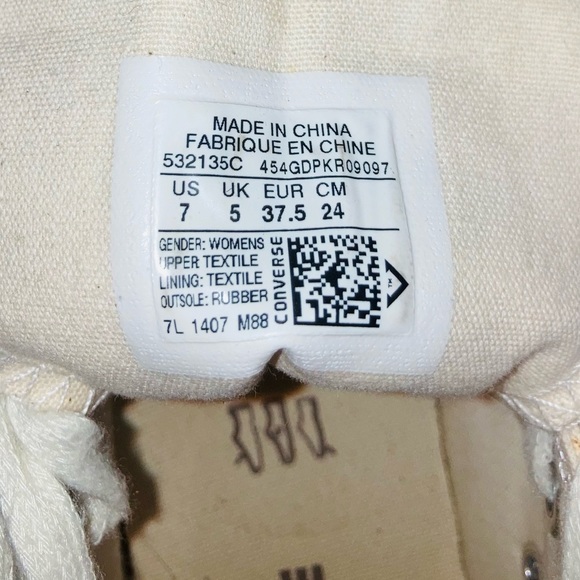 MADE IN CHINA
FABRIQUE EN CHINE
532135C 454GDPKR09097
US UK EUR CM
7 5 37.5 24
GENDER: WOMENS
UPPER TEXTILE
LINING: TEXTILE
OUTSOLE: RUBBER
7L 1407 M88
CONVERSE
TM